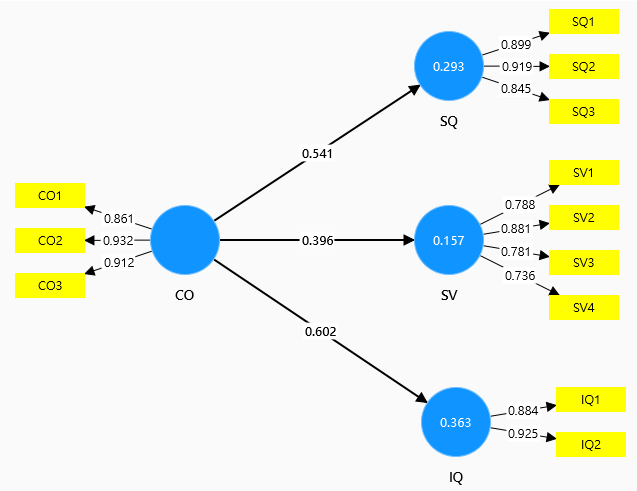 SQ1
0.899
0.293
0.919
SQ2
0.845
SQ3
SQ
0.541
SV1
0.788
CO1
0.861
SV2
0.881
CO2
0.932
0.396
0.157
0.781
SV3
0.912
CO3
0.736
CO
SV
SV4
0.602
IQ1
0.884
0.363
0.925
IQ2
IQ